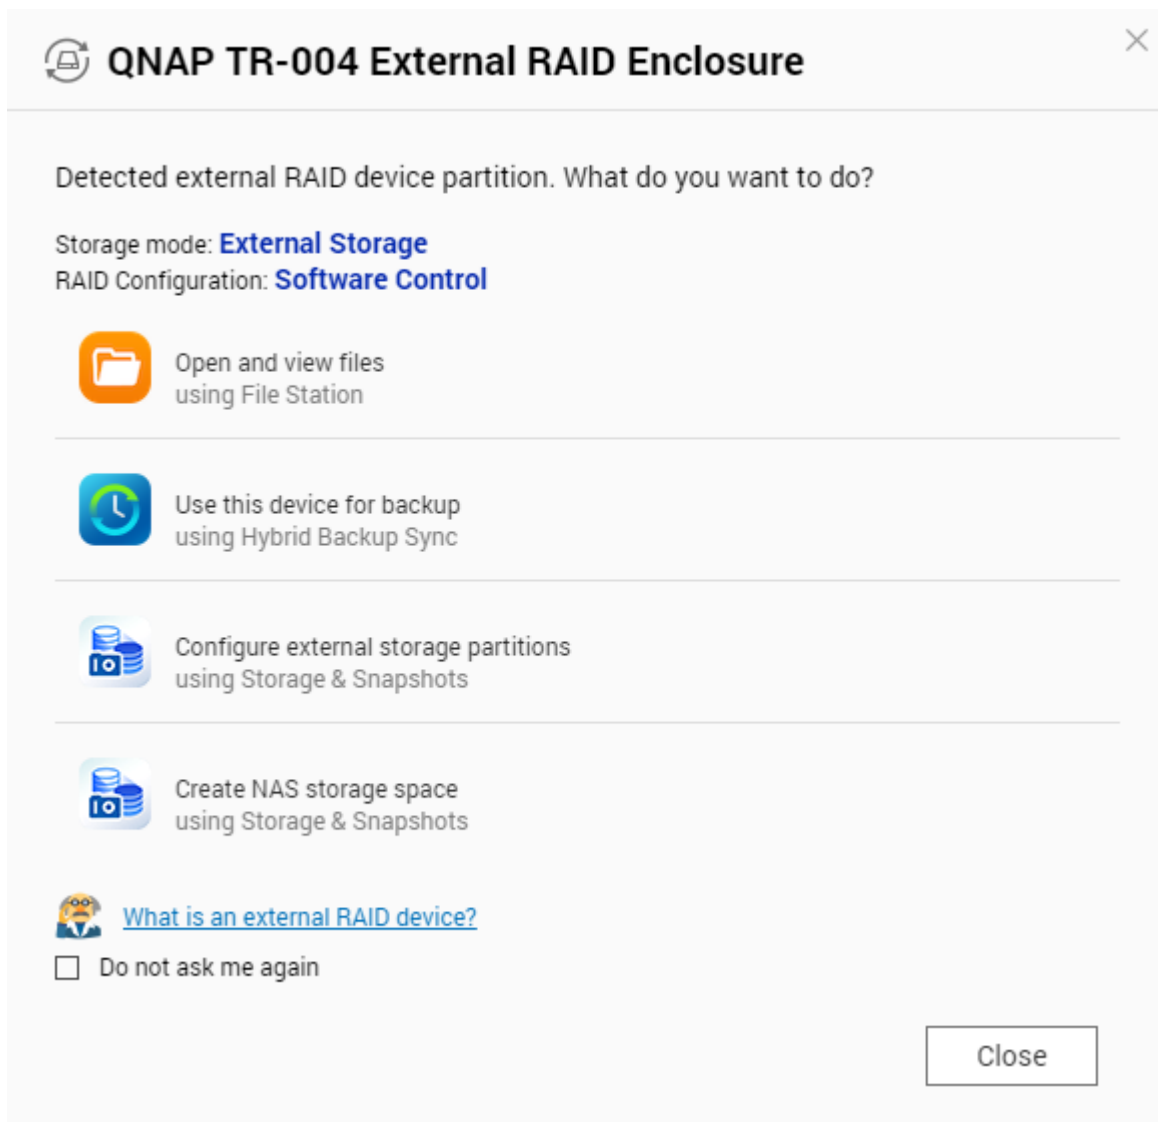 QNAP TR-004 External RAID Enclosure
Detected external RAID device partition. What do you want to do?
Storage mode: External Storage
RAID Configuration: Software Control
Open and view files
using File Station
Use this device for backup
using Hybrid Backup Sync
Configure external storage partitions
using Storage & Snapshots
Create NAS storage space
using Storage & Snapshots
What is an external RAID device?
Do not ask me again
Close